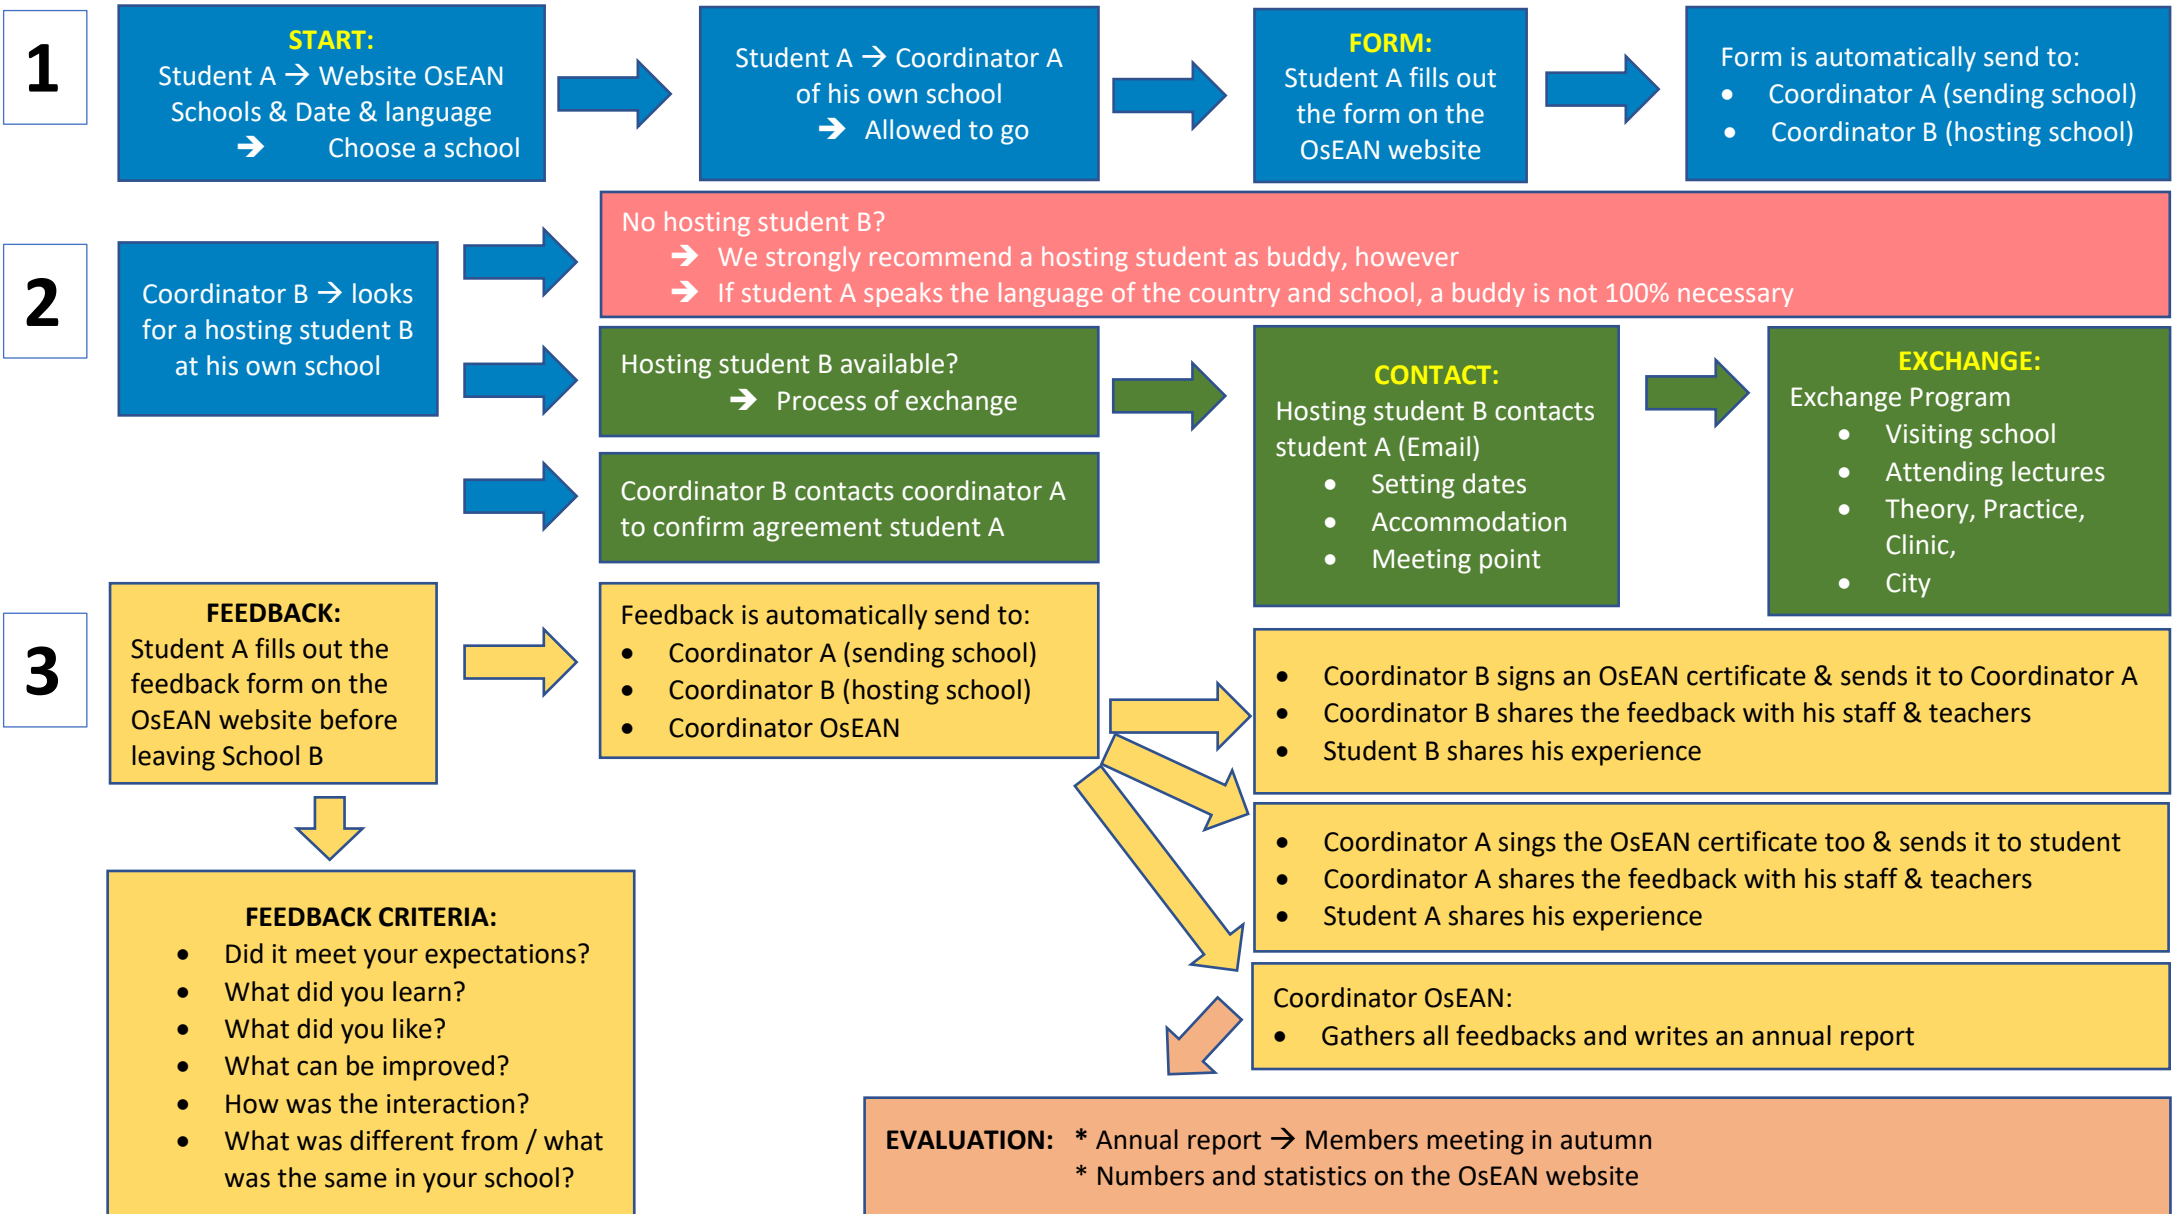 1
START:
Student A → Website OsEAN
Schools & Date & language
➔ Choose a school
Student A → Coordinator A
of his own school
➔ Allowed to go
FORM:
Student A fills out
the form on the
OsEAN website
Form is automatically send to:
• Coordinator A (sending school)
• Coordinator B (hosting school)
2
Coordinator B → looks
for a hosting student B
at his own school
No hosting student B?
➔ We strongly recommend a hosting student as buddy, however
➔ If student A speaks the language of the country and school, a buddy is not 100% necessary
Hosting student B available?
➔ Process of exchange
Coordinator B contacts coordinator A
to confirm agreement student A
CONTACT:
Hosting student B contacts
student A (Email)
• Setting dates
• Accommodation
• Meeting point
EXCHANGE:
Exchange Program
• Visiting school
• Attending lectures
• Theory, Practice,
Clinic,
• City
3
FEEDBACK:
Student A fills out the
feedback form on the
OsEAN website before
leaving School B
Feedback is automatically send to:
• Coordinator A (sending school)
• Coordinator B (hosting school)
• Coordinator OsEAN
• Coordinator B signs an OsEAN certificate & sends it to Coordinator A
• Coordinator B shares the feedback with his staff & teachers
• Student B shares his experience
• Coordinator A sings the OsEAN certificate too & sends it to student
• Coordinator A shares the feedback with his staff & teachers
• Student A shares his experience
Coordinator OsEAN:
• Gathers all feedbacks and writes an annual report
FEEDBACK CRITERIA:
• Did it meet your expectations?
• What did you learn?
• What did you like?
• What can be improved?
• How was the interaction?
• What was different from / what
was the same in your school?
EVALUATION: * Annual report → Members meeting in autumn
* Numbers and statistics on the OsEAN website